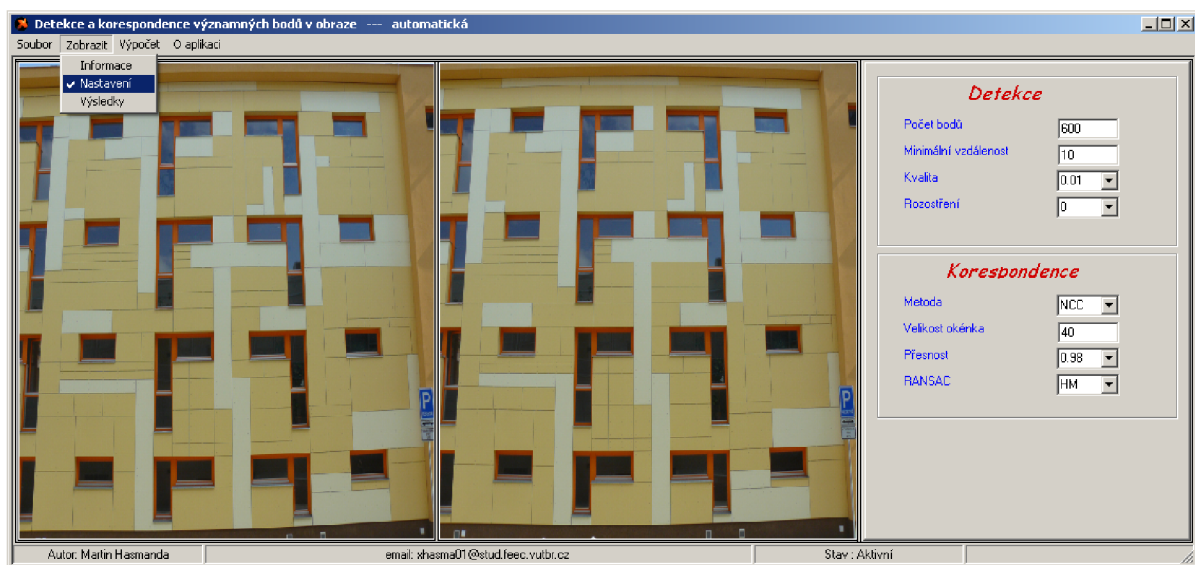 Detekce a korespondence významných bodů v obraze --- automatická
Soubor Zobrazit Výpočet O aplikaci
Informace
Nastavení
Výsledky
Detekce
Počet bodů 600
Minimální vzdálenost 10
Kvalita 0.01
Rozostření 0
Korespondence
Metoda NCC
Velikost okénka 40
Přesnost 0.98
RANSAC HM
P
P
Autor: Martin Hasmanda email: xhasma01@stud.feec.vutbr.cz Stav : Aktivní